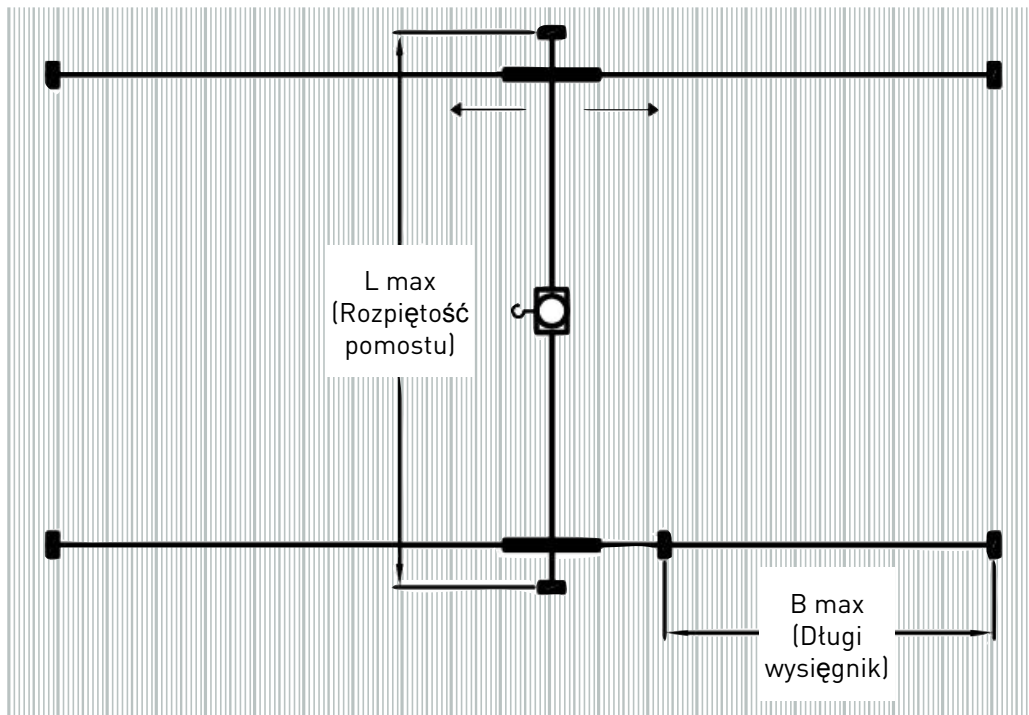 L max
(Rozpiętość
pomostu)
B max
(Długi
wysięgnik)